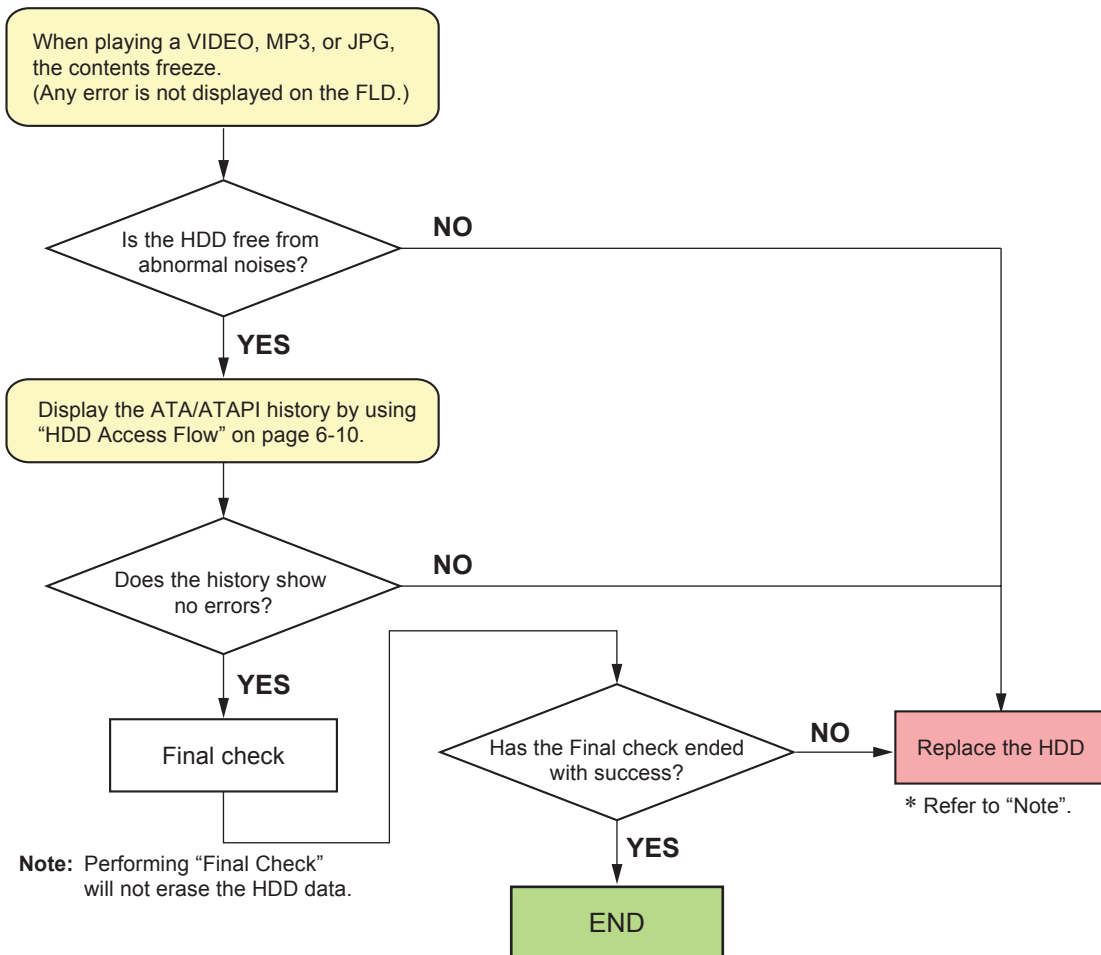 When playing a VIDEO, MP3, or JPG,
the contents freeze.
(Any error is not displayed on the FLD.)
Is the HDD free from
abnormal noises?
NO
YES
Display the ATA/ATAPI history by using
“HDD Access Flow” on page 6-10.
Does the history show
no errors?
NO
YES
Final check
Has the Final check ended
with success?
NO
Replace the HDD
* Refer to “Note”.
YES
Note: Performing “Final Check”
will not erase the HDD data.
END